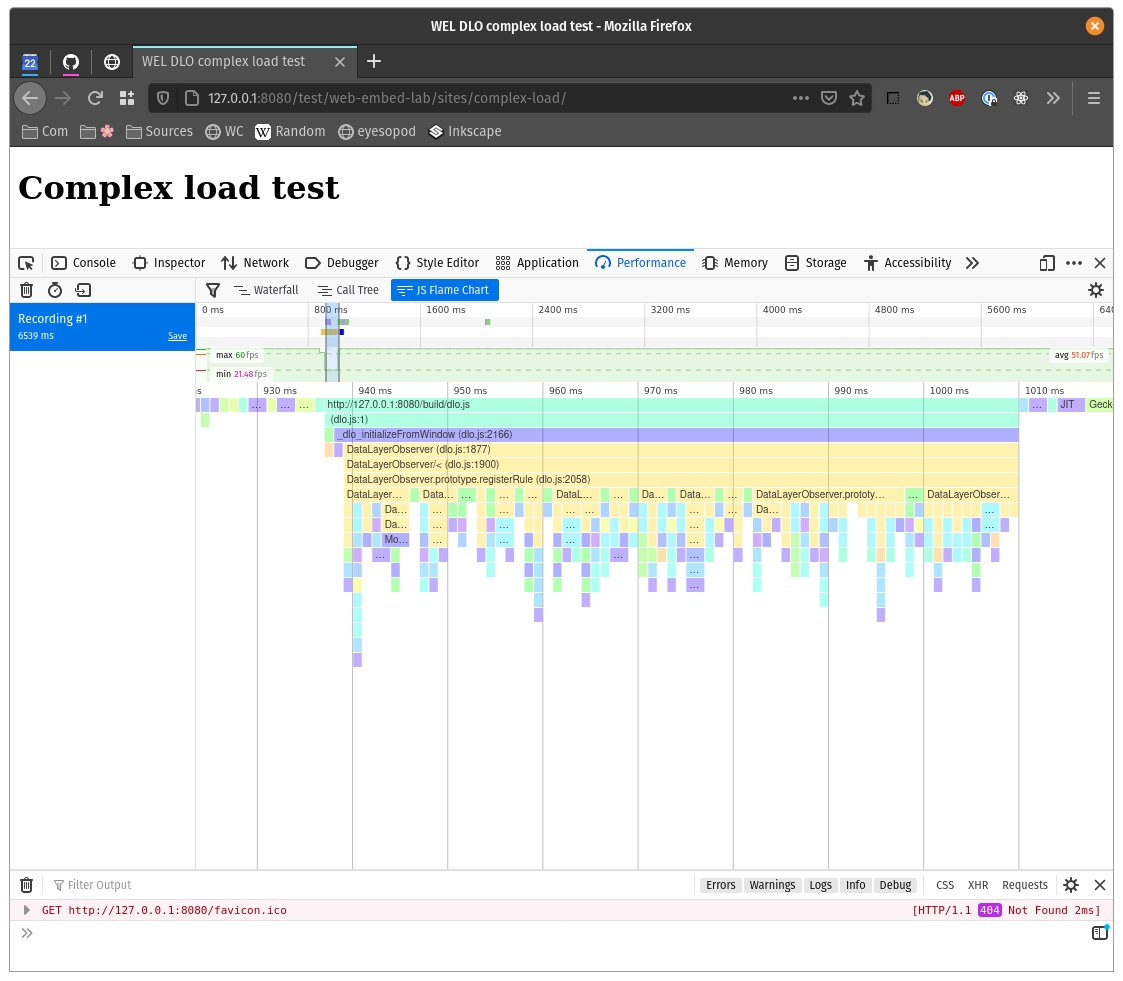 WEL DLO complex load test - Mozilla Firefox
22 WEL DLO complex load test
127.0.0.1:8080/test/web-embed-lab/sites/complex-load/ ABP
Com Sources WC W Random eyesopod Inkscape
Complex load test
Console Inspector Network Debugger Style Editor Application Performance Memory Storage Accessibility
Waterfall Call Tree JS Flame Chart
Recording #1
6539 ms Save
0 ms 800 ms 1600 ms 2400 ms 3200 ms 4000 ms 4800 ms 5600 ms 640
max 60 fps avg 51.07 fps
min 21.48 fps
s 930 ms 940 ms 950 ms 960 ms 970 ms 980 ms 990 ms 1000 ms 1010 ms
... ... ... http://127.0.0.1:8080/build/dlo.js ... JIT Geck
(dlo.js:1)
_dlo_initializeFromWindow (dlo.js:2166)
DataLayerObserver (dlo.js:1877)
DataLayerObserver/< (dlo.js:1900)
DataLayerObserver.prototype.registerRule (dlo.js:2058)
DataLayer... Data... ... ... ... DataL... ... Da... Data... ... DataLayerObserver.prototy... ... DataLayerObser...
Da... ... ... ... ... ... ... Da... ...
Da... ... ... ... ... ...
Mo... ... ... ... ...
... ... ...
...
...
Filter Output Errors Warnings Logs Info Debug CSS XHR Requests
GET http://127.0.0.1:8080/favicon.ico [HTTP/1.1 404 Not Found 2ms]